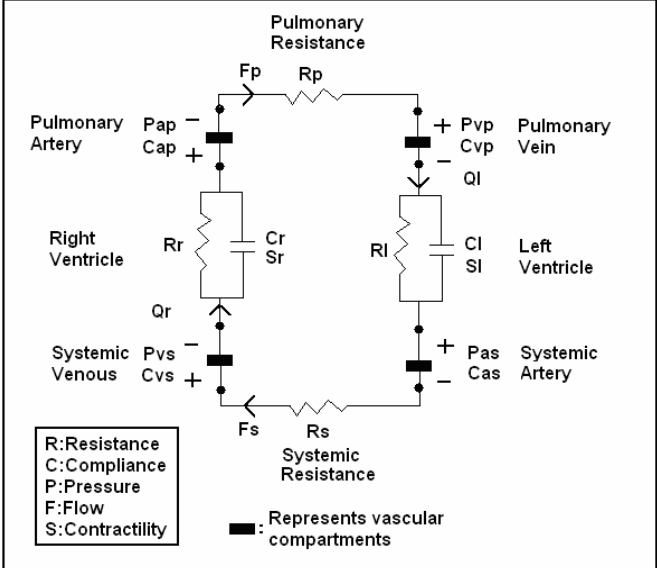 Pulmonary
Resistance
Fp
Rp
Pulmonary
Artery
Pap
Cap
−
+
+
−
Pvp
Cvp
Pulmonary
Vein
Ql
Right
Ventricle
Rr
Cr
Sr
Rl
Cl
Sl
Left
Ventricle
Qr
Systemic
Venous
Pvs
Cvs
−
+
+
−
Pas
Cas
Systemic
Artery
Fs
Rs
Systemic
Resistance
R:Resistance
C:Compliance
P:Pressure
F:Flow
S:Contractility
: Represents vascular
compartments